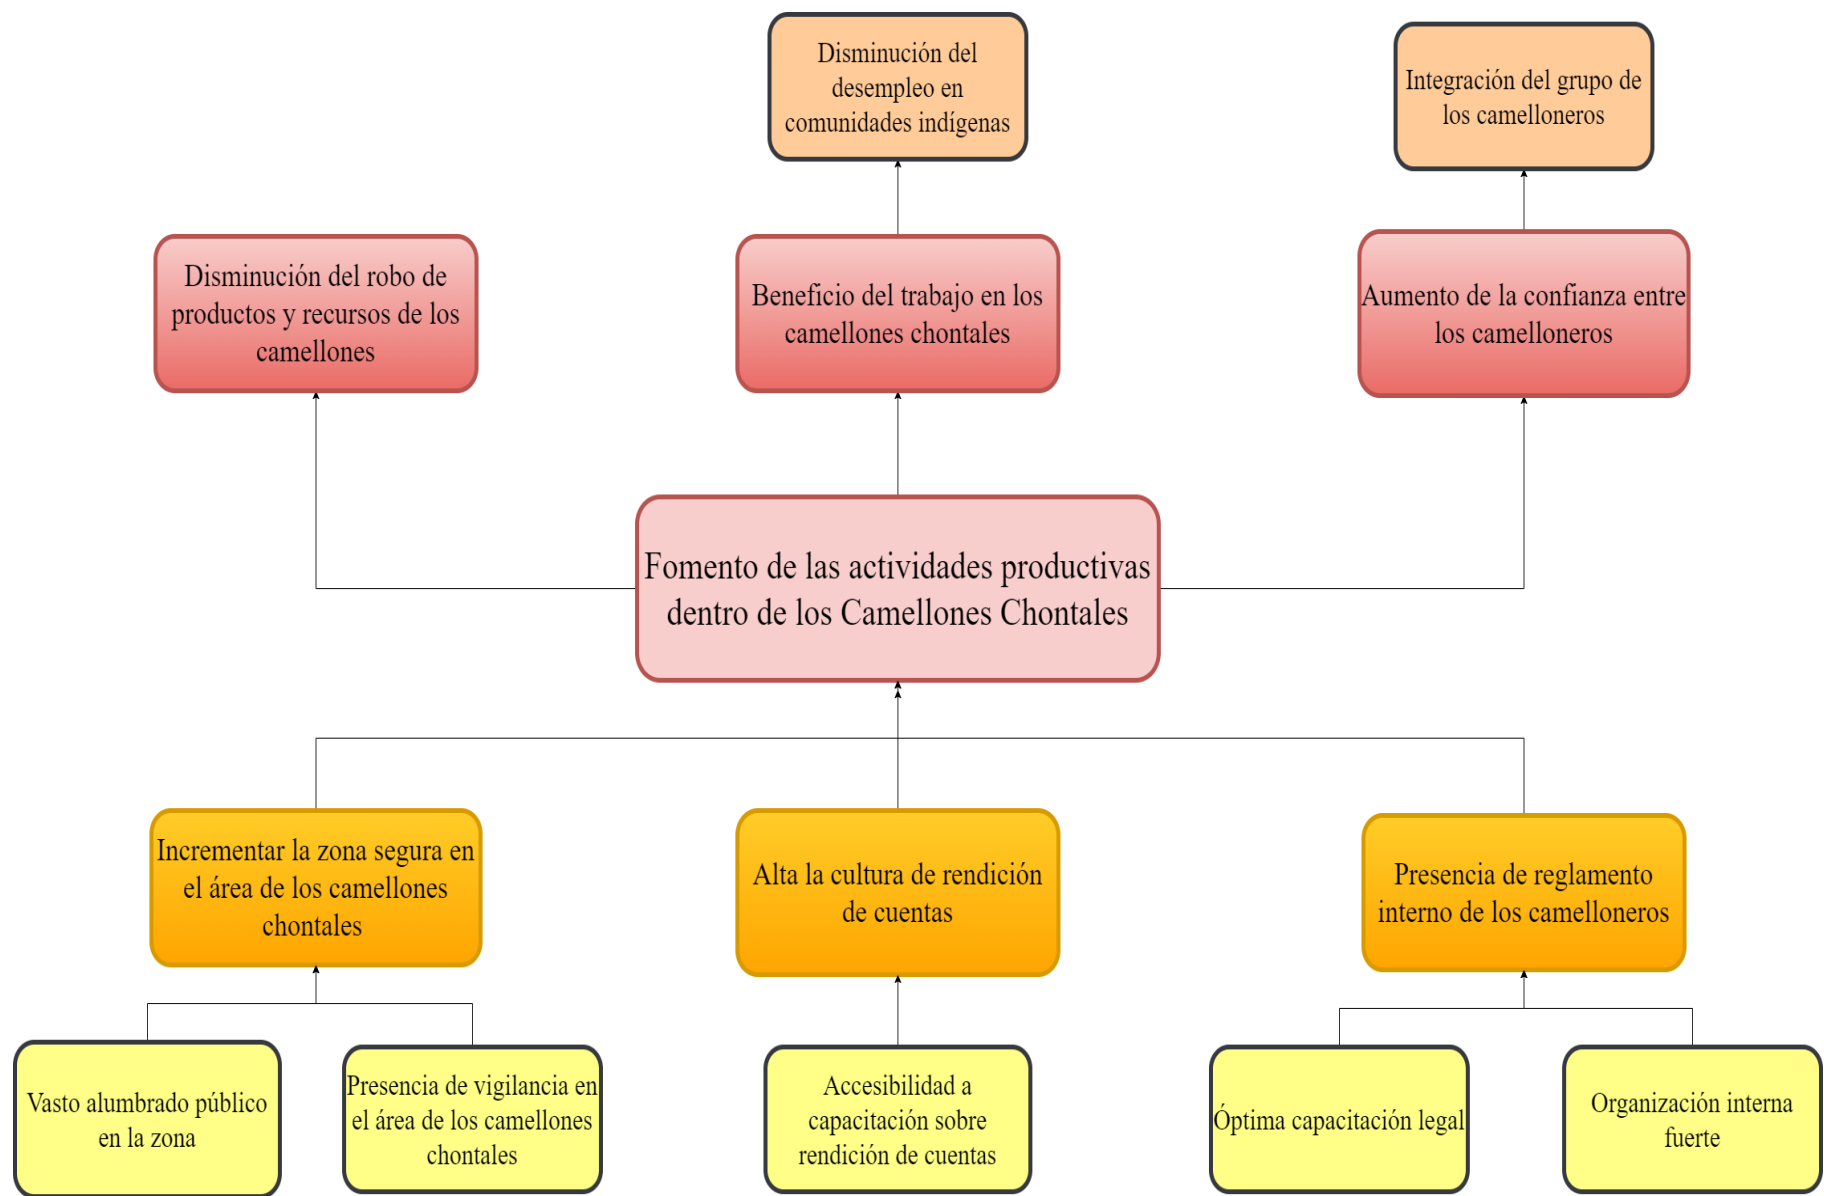 Disminución del
desempleo en
comunidades indígenas
Integración del grupo de
los camelloneros
Disminución del robo de
productos y recursos de los
camellones
Beneficio del trabajo en los
camellones chontales
Aumento de la confianza entre
los camelloneros
Fomento de las actividades productivas
dentro de los Camellones Chontales
Incrementar la zona segura en
el área de los camellones
chontales
Alta la cultura de rendición
de cuentas
Presencia de reglamento
interno de los camelloneros
Vasto alumbrado público
en la zona
Presencia de vigilancia en
el área de los camellones
chontales
Accesibilidad a
capacitación sobre
rendición de cuentas
Óptima capacitación legal
Organización interna
fuerte